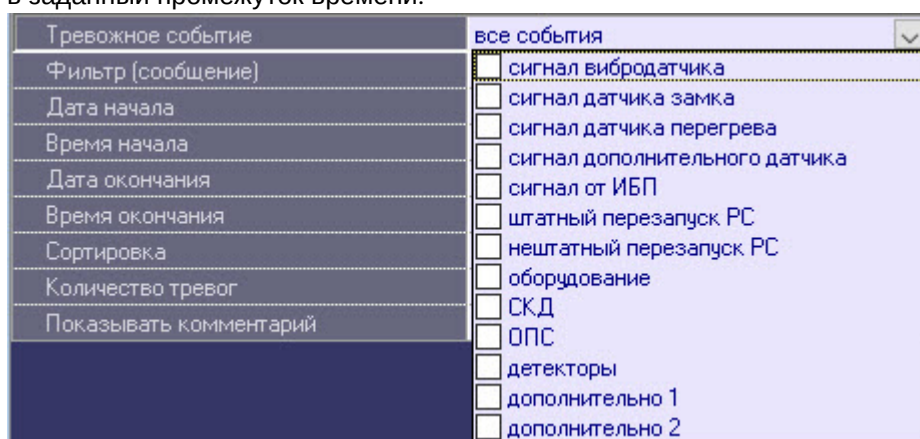 в заданный промежуток времени.
Тревожное событие
все события
Фильтр (сообщение)
сигнал вибродатчика
Дата начала
сигнал датчика замка
Время начала
сигнал датчика перегрева
Дата окончания
сигнал дополнительного датчика
Время окончания
сигнал от ИБП
Сортировка
штатный перезапуск РС
Количество тревог
нештатный перезапуск РС
Показывать комментарий
оборудование
СКД
ОПС
детекторы
дополнительно 1
дополнительно 2